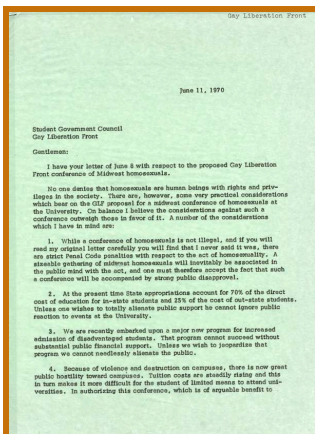 Gay Liberation Front
June 11, 1970
Student Government Council
Gay Liberation Front
Gentlemen:
I have your letter of June 6 with respect to the proposed Gay Liberation
Front conference of Midwest homosexuals.
No one denies that homosexuals are human beings with rights and priv-
ileges in the society. There are, however, some very practical considerations
which bear on the GLF proposal for a midwest conference of homosexuals at
the University. On balance I believe the considerations against such a
conference outweigh those in favor of it. A number of the considerations
which I have in mind are:
1. While a conference of homosexuals is not illegal, and if you will
read my original letter carefully you will find that I never said it was, there
are strict Penal Code penalties with respect to the act of homosexuality. A
sizeable gathering of midwest homosexuals will inevitably be associated in
the public mind with the act, and one must therefore accept the fact that such
a conference will be accompanied by strong public disapproval.
2. At the present time State appropriations account for 70% of the direct
cost of education for in-state students and 25% of the cost of out-state students.
Unless one wishes to totally alienate public support he cannot ignore public
reaction to events at the University.
3. We are recently embarked upon a major new program for increased
admission of disadvantaged students. That program cannot succeed without
substantial public financial support. Unless we wish to jeopardize that
program we cannot needlessly alienate the public.
4. Because of violence and destruction on campuses, there is now great
public hostility toward campuses. Tuition costs are steadily rising and this
in turn makes it more difficult for the student of limited means to attend uni-
versities. In authorizing this conference, which is of arguable benefit to